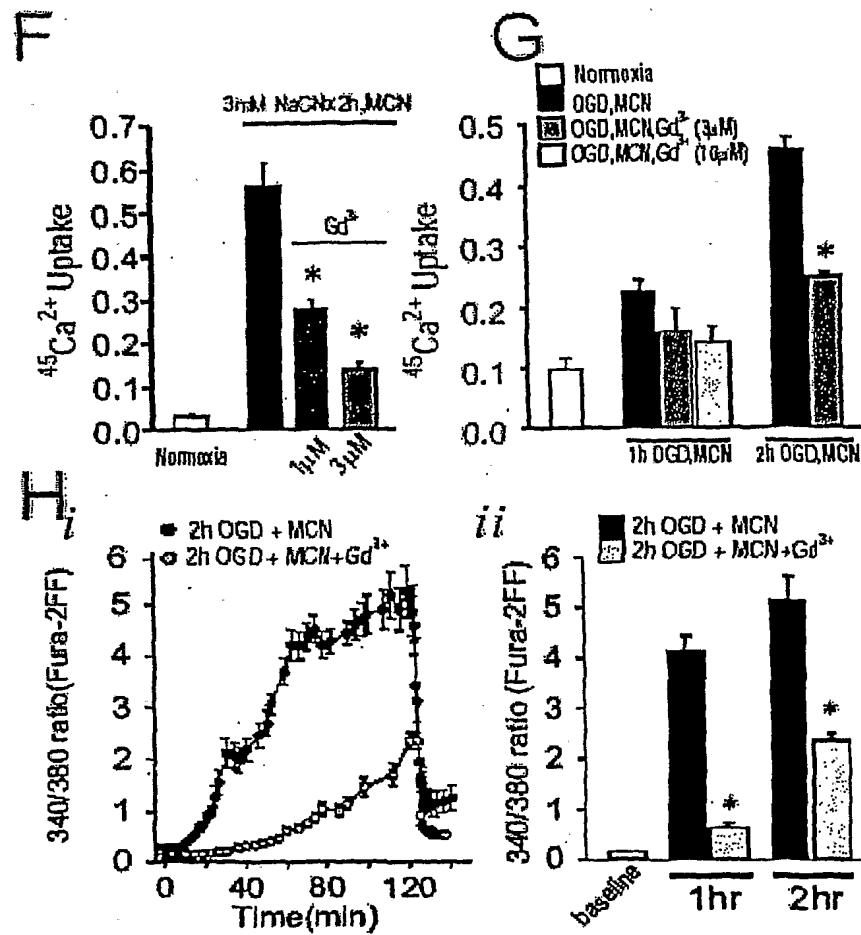 F
3mM NaCNx2h,MCN
0.7
0.6
0.5
0.4
0.3
0.2
0.1
0.0
45Ca2+ Uptake
Gd3+
*
*
Normoxia
1µM
3µM
G
Normoxia
OGD,MCN
OGD,MCN,Gd3+ (3µM)
OGD,MCN,Gd3+ (10µM)
0.5
0.4
0.3
0.2
0.1
0.0
45Ca2+ Uptake
*
1h OGD,MCN
2h OGD,MCN
H
i
2h OGD + MCN
2h OGD + MCN+Gd3+
6
5
4
3
2
1
0
340/380 ratio(Fura-2FF)
0
40
80
120
Time(min)
ii
2h OGD + MCN
2h OGD + MCN+Gd3+
6
5
4
3
2
1
0
340/380 ratio (Fura-2FF)
*
*
baseline
1hr
2hr